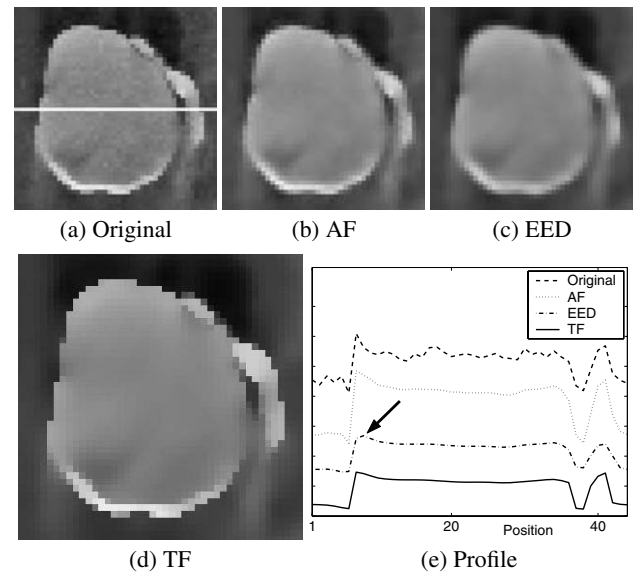 (a) Original
(b) AF
(c) EED
Original
AF
EED
TF
1
20
Position
40
(d) TF
(e) Profile